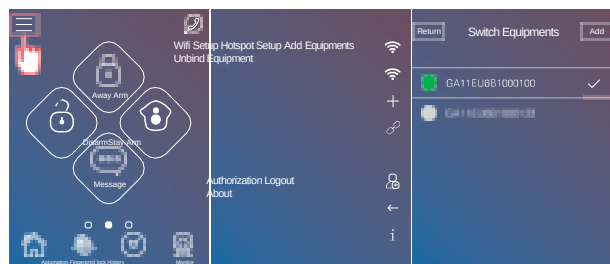 Wifi Setup Hotspot Setup Add Equipments
Unbind Equipment
Away Arm
DisarmStay Arm
Message
Automation Fingerprint lock History
Monitor
Authorization Logout
About
Return
Switch Equipments
Add
GA11EU6B1000100